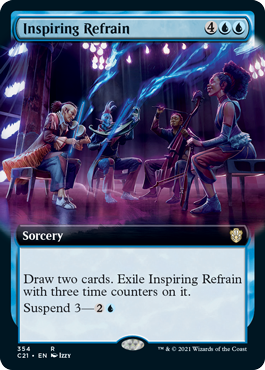 Inspiring Refrain 4
Sorcery
Draw two cards. Exile Inspiring Refrain
with three time counters on it.
Suspend 3—2
354 R
C21 • EN Izzy ™ & © 2021 Wizards of the Coast